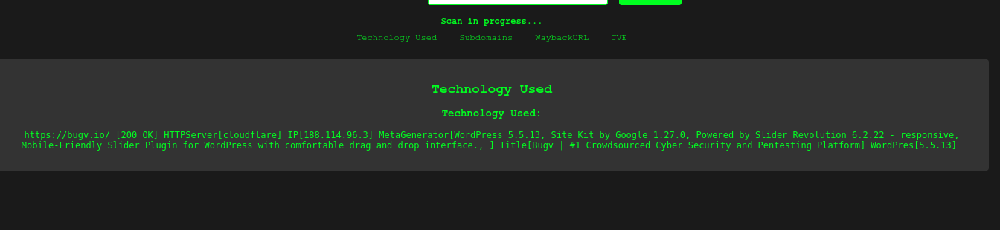 Scan in progress...
Technology Used Subdomains WaybackURL CVE
Technology Used
Technology Used:
https://bugv.io/ [200 OK] HTTPServer[cloudflare] IP[188.114.96.3] MetaGenerator[WordPress 5.5.13, Site Kit by Google 1.27.0, Powered by Slider Revolution 6.2.22 - responsive,
Mobile-Friendly Slider Plugin for WordPress with comfortable drag and drop interface., ] Title[Bugv | #1 Crowdsourced Cyber Security and Pentesting Platform] WordPres[5.5.13]